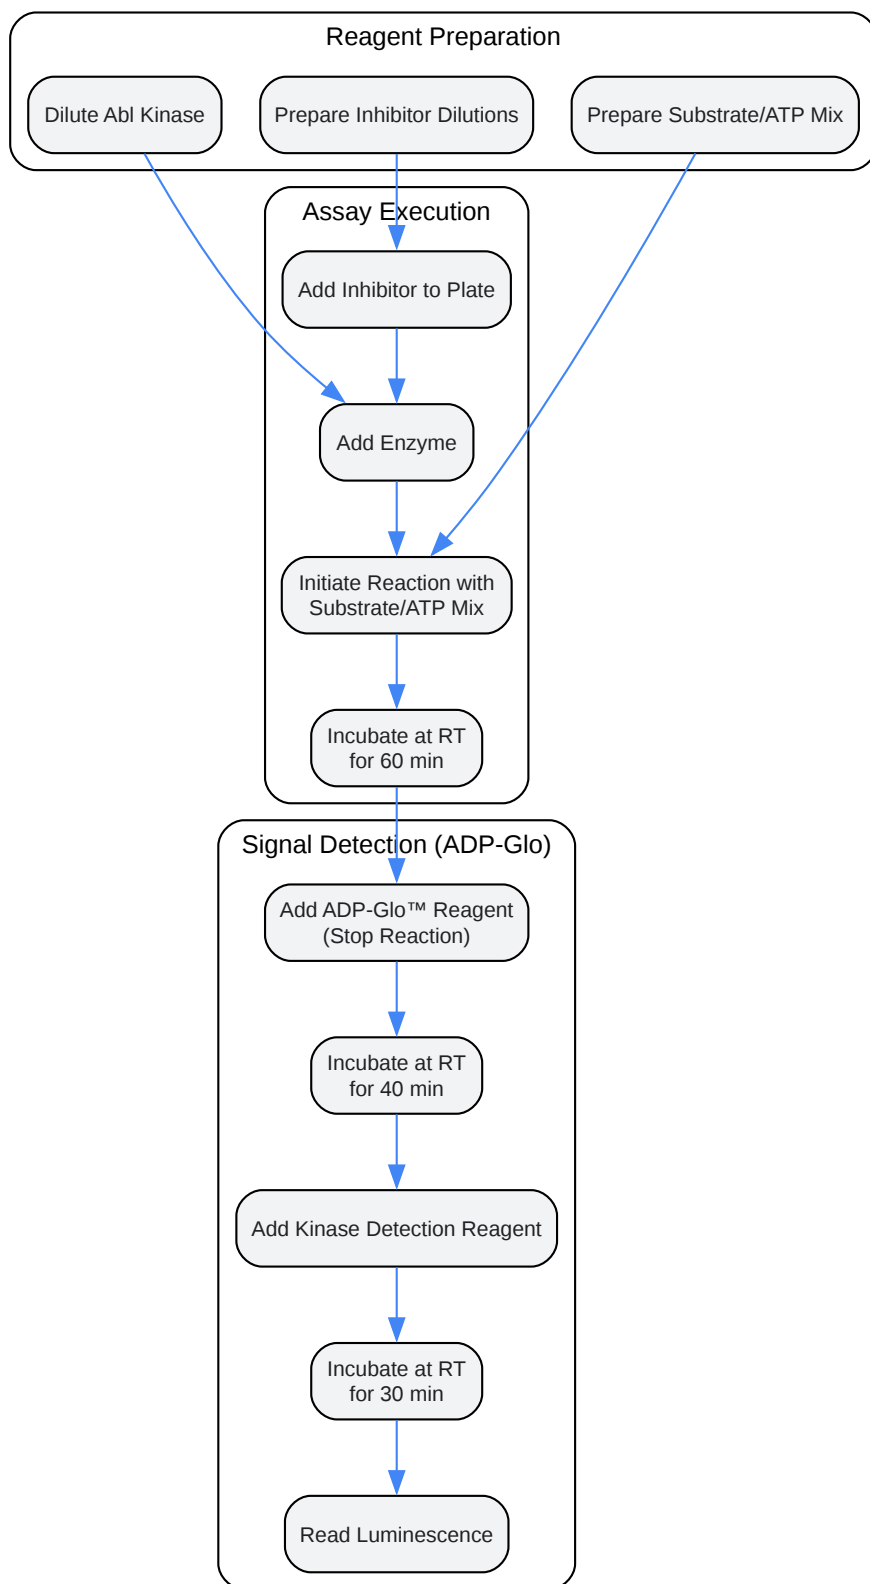 Reagent Preparation
Dilute Abl Kinase
Prepare Inhibitor Dilutions
Prepare Substrate/ATP Mix
Assay Execution
Add Inhibitor to Plate
Add Enzyme
Initiate Reaction with
Substrate/ATP Mix
Incubate at RT
for 60 min
Signal Detection (ADP-Glo)
Add ADP-Glo™ Reagent
(Stop Reaction)
Incubate at RT
for 40 min
Add Kinase Detection Reagent
Incubate at RT
for 30 min
Read Luminescence